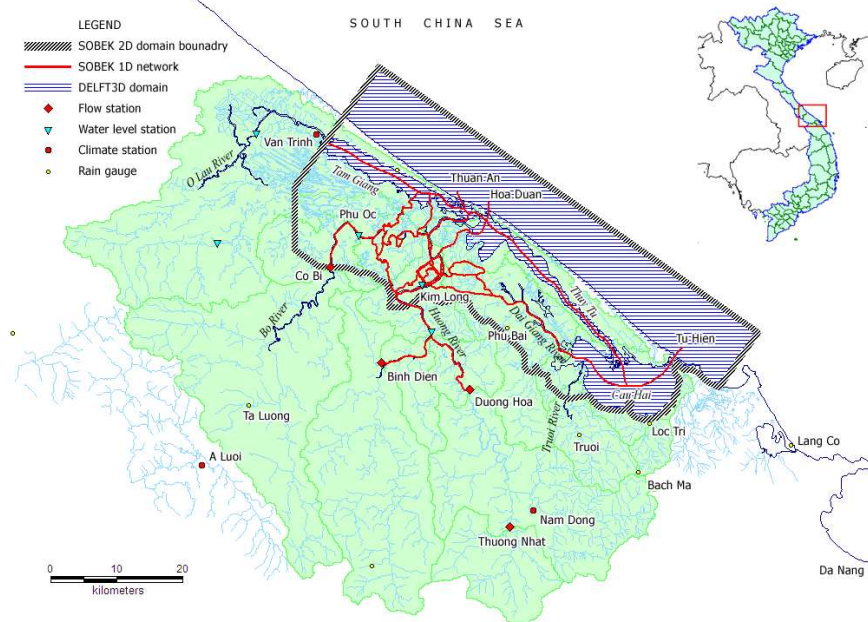 SOUTH CHINA SEA
LEGEND
SOBEK 2D domain bounadry
SOBEK 1D network
DELFT3D domain
Flow station
Water level station
Climate station
Rain gauge
Van Trinh
O Lau River
Tam Giang
Thuan An
Hoa Duan
Phu Oc
Co Bi
Kim Long
Bo River
Huong River
Thuy Tu
Dai Giang River
Phu Bai
Tu Hien
Binh Dien
Duong Hoa
Cau Hai
Truoi River
Ta Luong
Loc Tri
Truoi
Lang Co
A Luoi
Bach Ma
Nam Dong
Thuong Nhat
Da Nang
0 10 20
kilometers